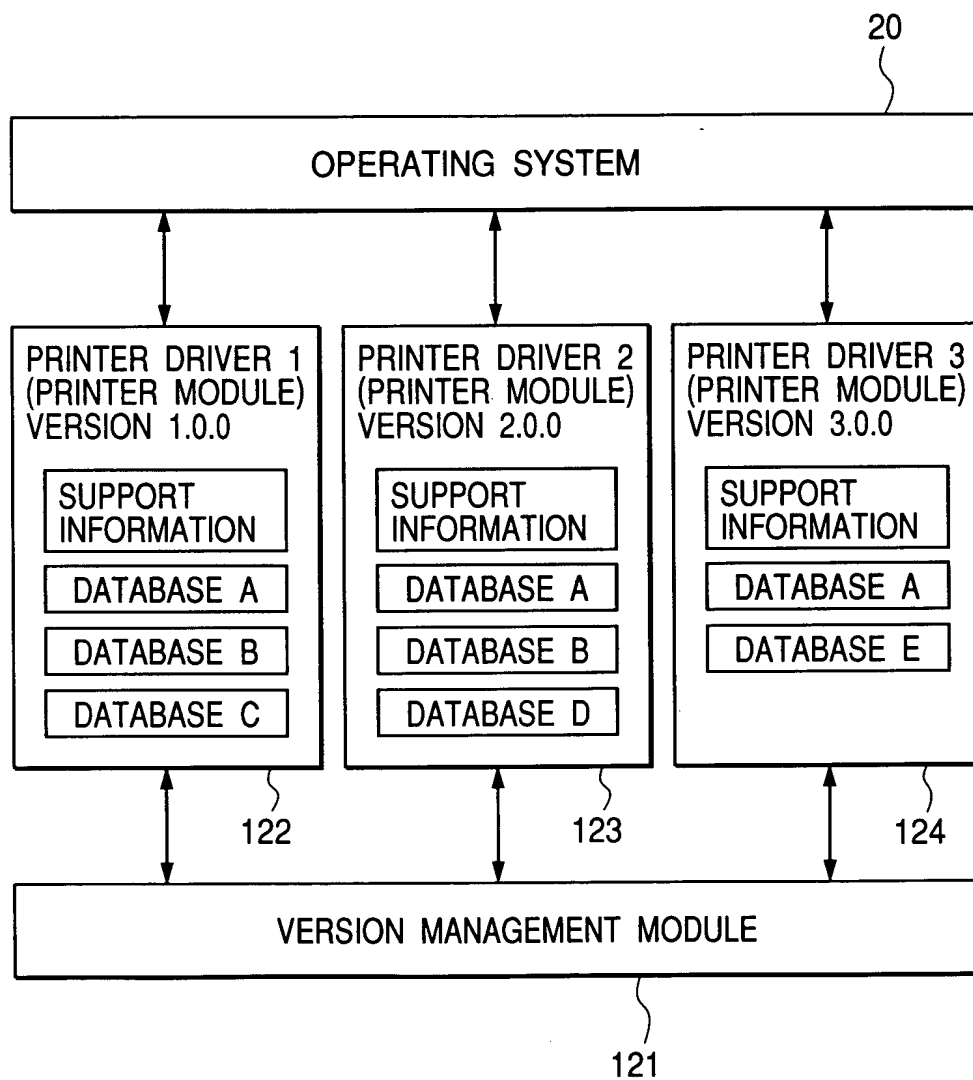 20
OPERATING SYSTEM
PRINTER DRIVER 1
(PRINTER MODULE)
VERSION 1.0.0
SUPPORT
INFORMATION
DATABASE A
DATABASE B
DATABASE C
122
PRINTER DRIVER 2
(PRINTER MODULE)
VERSION 2.0.0
SUPPORT
INFORMATION
DATABASE A
DATABASE B
DATABASE D
123
PRINTER DRIVER 3
(PRINTER MODULE)
VERSION 3.0.0
SUPPORT
INFORMATION
DATABASE A
DATABASE E
124
VERSION MANAGEMENT MODULE
121